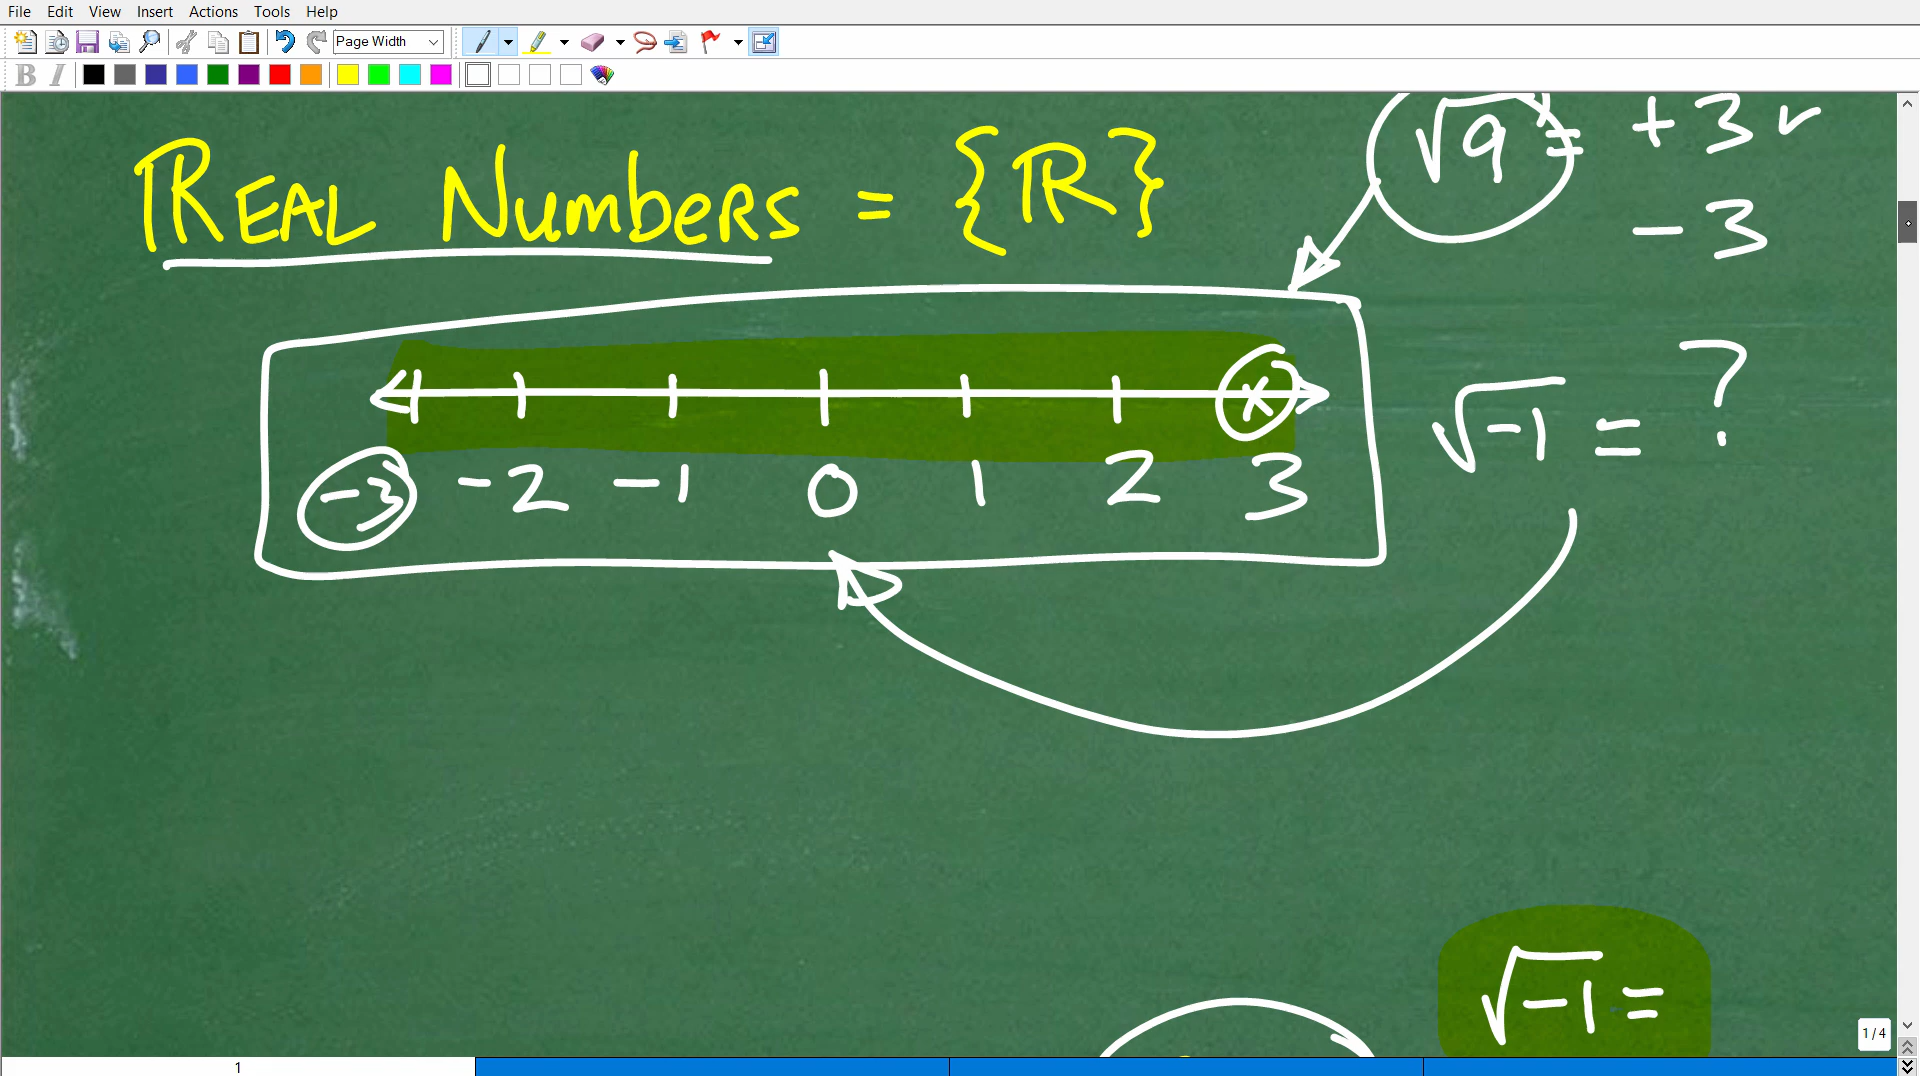 File Edit View Insert Actions Tools Help
Page Width
B I
REAL NUMBERS = {ℝ}
√9 = +3 ✓
-3
-3 -2 -1 0 1 2 3
√-1 = ?
√-1 =
1 / 4
1